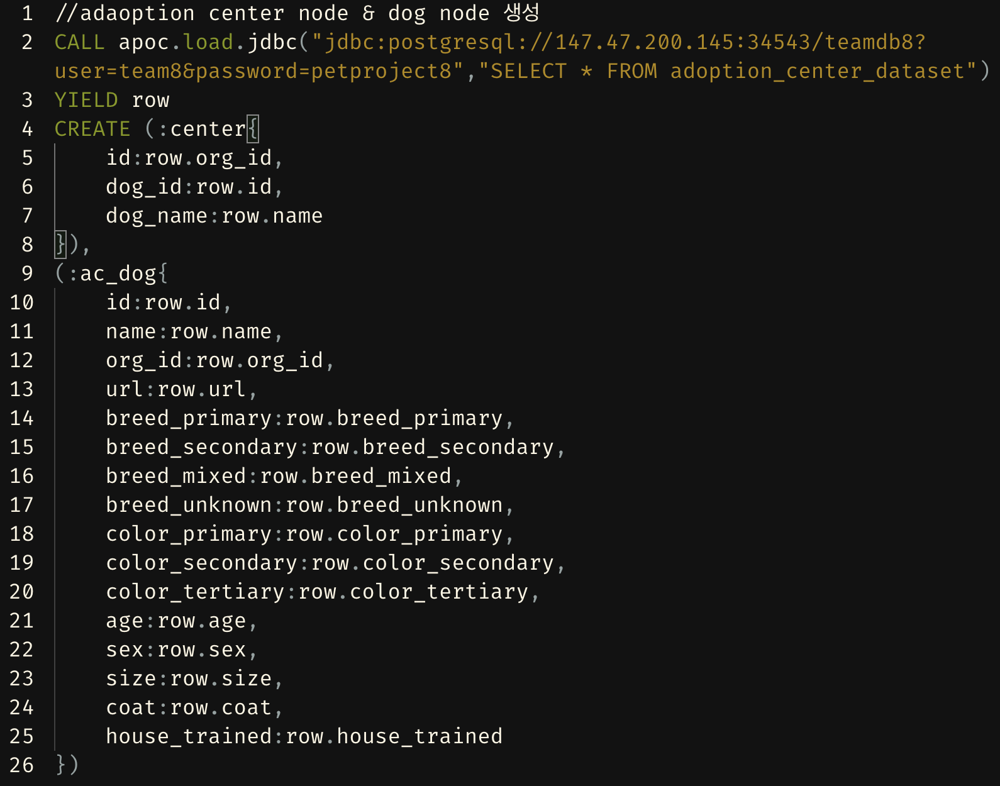 1 //adaoption center node & dog node 생성
2 CALL apoc.load.jdbc("jdbc:postgresql://147.47.200.145:34543/teamdb8?
user=team8&password=petproject8","SELECT * FROM adoption_center_dataset")
3 YIELD row
4 CREATE (:center{
5 id:row.org_id,
6 dog_id:row.id,
7 dog_name:row.name
8 }),
9 (:ac_dog{
10 id:row.id,
11 name:row.name,
12 org_id:row.org_id,
13 url:row.url,
14 breed_primary:row.breed_primary,
15 breed_secondary:row.breed_secondary,
16 breed_mixed:row.breed_mixed,
17 breed_unknown:row.breed_unknown,
18 color_primary:row.color_primary,
19 color_secondary:row.color_secondary,
20 color_tertiary:row.color_tertiary,
21 age:row.age,
22 sex:row.sex,
23 size:row.size,
24 coat:row.coat,
25 house_trained:row.house_trained
26 })